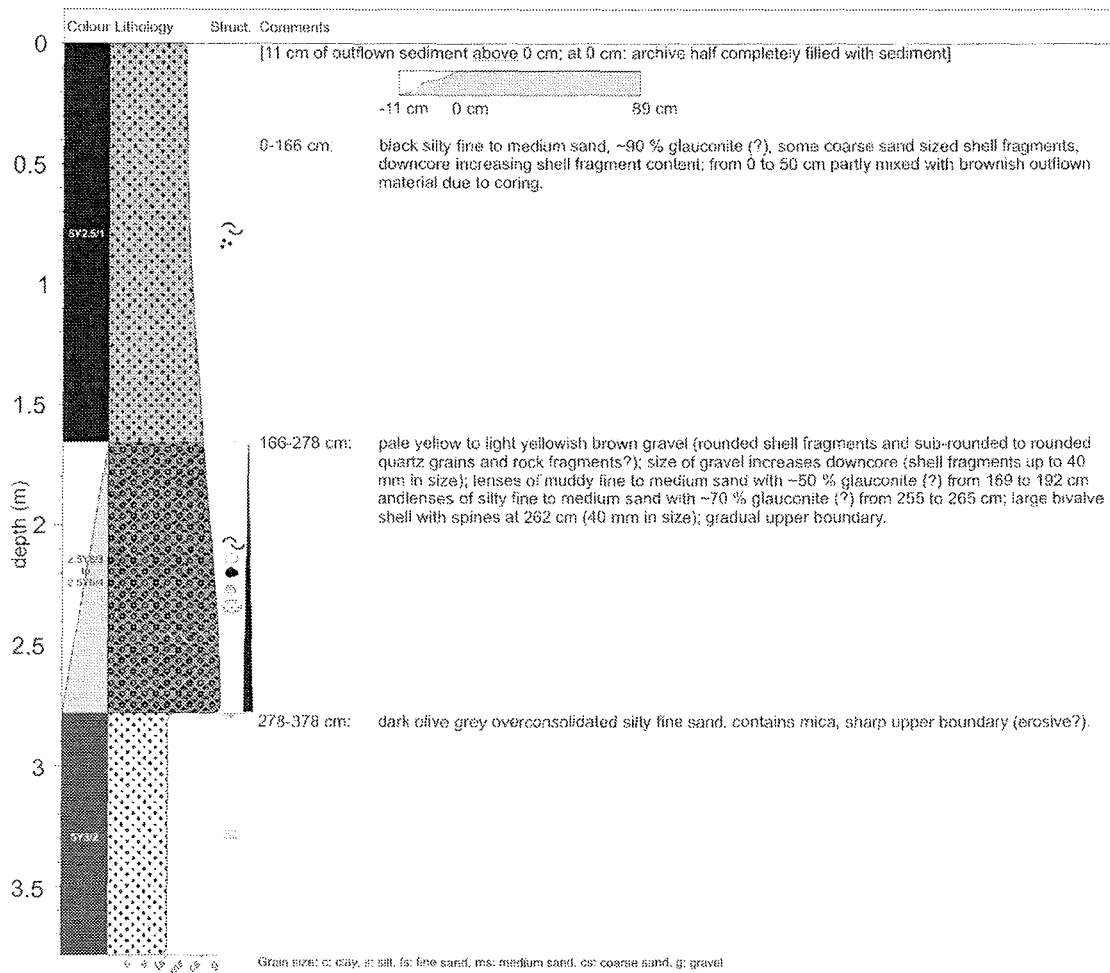 Colour Lithology Struct. Comments
0
[11 cm of outflown sediment above 0 cm; at 0 cm: archive half completely filled with sediment]
-11 cm 0 cm 89 cm
0-166 cm: black silty fine to medium sand, ~90 % glauconite (?), some coarse sand sized shell fragments,
downcore increasing shell fragment content; from 0 to 50 cm partly mixed with brownish outflown
material due to coring.
0.5
5Y2.5/1
1
1.5
166-278 cm: pale yellow to light yellowish brown gravel (rounded shell fragments and sub-rounded to rounded
quartz grains and rock fragments?); size of gravel increases downcore (shell fragments up to 40
mm in size); lenses of muddy fine to medium sand with ~50 % glauconite (?) from 169 to 192 cm
andlenses of silty fine to medium sand with ~70 % glauconite (?) from 255 to 265 cm; large bivalve
shell with spines at 262 cm (40 mm in size); gradual upper boundary.
2
depth (m)
2.5
278-378 cm: dark olive grey overconsolidated silty fine sand, contains mica, sharp upper boundary (erosive?).
3
5Y3/2
3.5
c s fs ms cs g
Grain size: c: clay, s: silt, fs: fine sand, ms: medium sand, cs: coarse sand, g: gravel